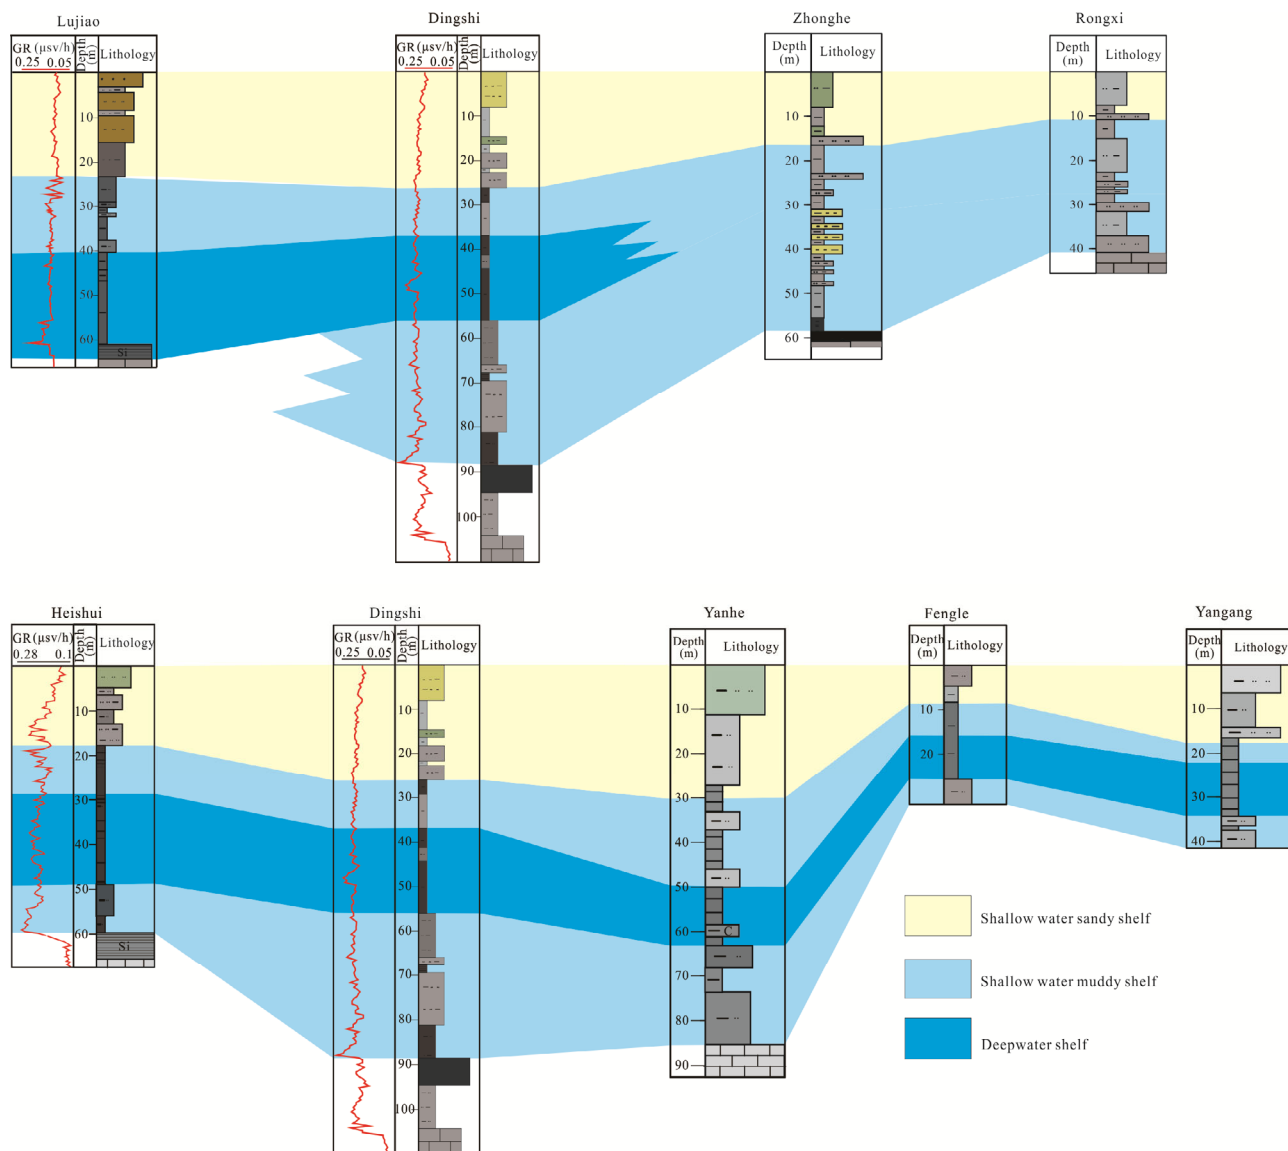 Lujiao
Dingshi
Zhonghe
Rongxi
GR (μsv/h)
0.25 0.05
Depth
(m)
Lithology
10
20
30
40
50
60
Si
GR (μsv/h)
0.25 0.05
Depth
(m)
Lithology
10
20
30
40
50
60
70
80
90
100
Depth
(m)
Lithology
10
20
30
40
50
60
Depth
(m)
Lithology
10
20
30
40
Heishui
Dingshi
Yanhe
Fengle
Yangang
GR (μsv/h)
0.28 0.1
Depth
(m)
Lithology
10
20
30
40
50
60
Si
GR (μsv/h)
0.25 0.05
Depth
(m)
Lithology
10
20
30
40
50
60
70
80
90
100
Depth
(m)
Lithology
10
20
30
40
50
60
70
80
90
C
Depth
(m)
Lithology
10
20
Depth
(m)
Lithology
10
20
30
40
Shallow water sandy shelf
Shallow water muddy shelf
Deepwater shelf